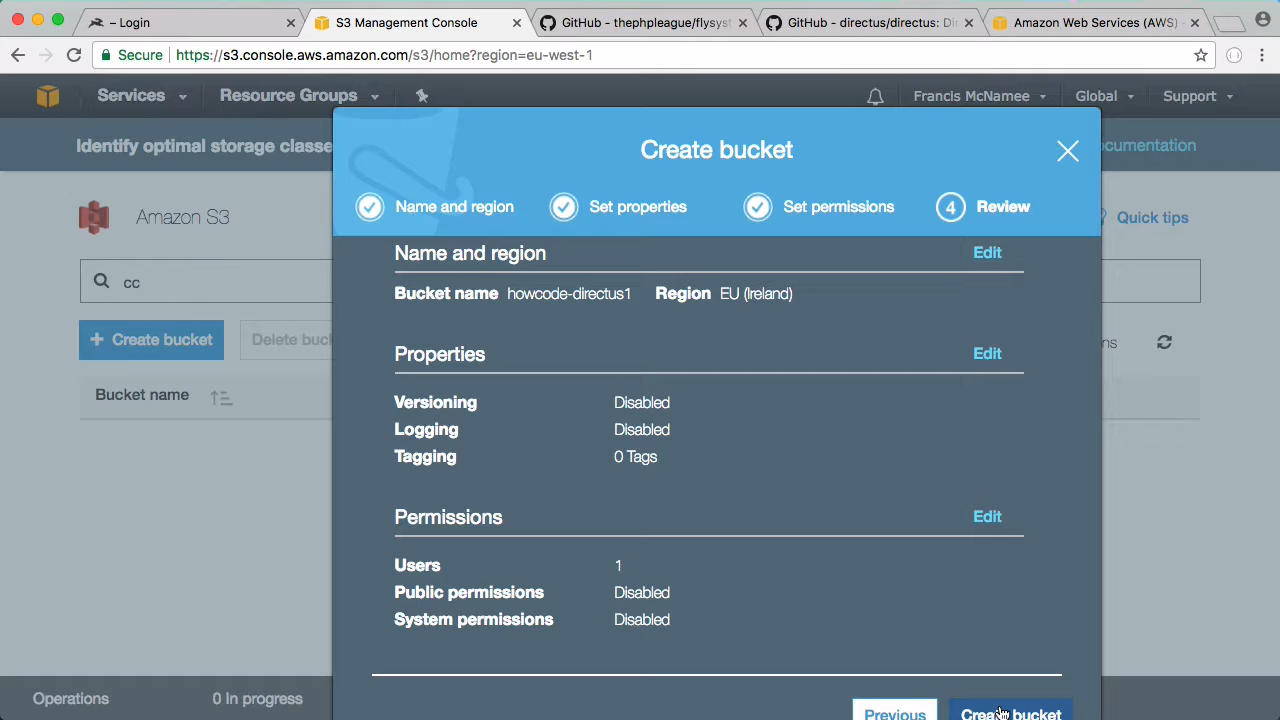 – Login
S3 Management Console
GitHub - thephpleague/flysyst
GitHub - directus/directus: Dir
Amazon Web Services (AWS) -
Secure
https://s3.console.aws.amazon.com/s3/home?region=eu-west-1
Services
Resource Groups
Francis McNamee
Global
Support
Identify optimal storage classe
ocumentation
Create bucket
Name and region
Set properties
Set permissions
4 Review
Amazon S3
Quick tips
cc
+ Create bucket
Delete buck
ns
Bucket name
Name and region
Edit
Bucket name howcode-directus1 Region EU (Ireland)
Properties
Edit
Versioning Disabled
Logging Disabled
Tagging 0 Tags
Permissions
Edit
Users 1
Public permissions Disabled
System permissions Disabled
Previous
Create bucket
Operations
0 In progress